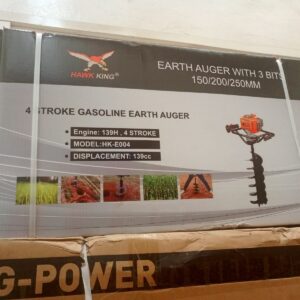 HAWK KING®
EARTH AUGER WITH 3 BITS
150/200/250MM
4 STROKE GASOLINE EARTH AUGER
• Engine: 139H , 4 STROKE
• MODEL:HK-E004
• DISPLACEMENT: 139cc
G-POWER